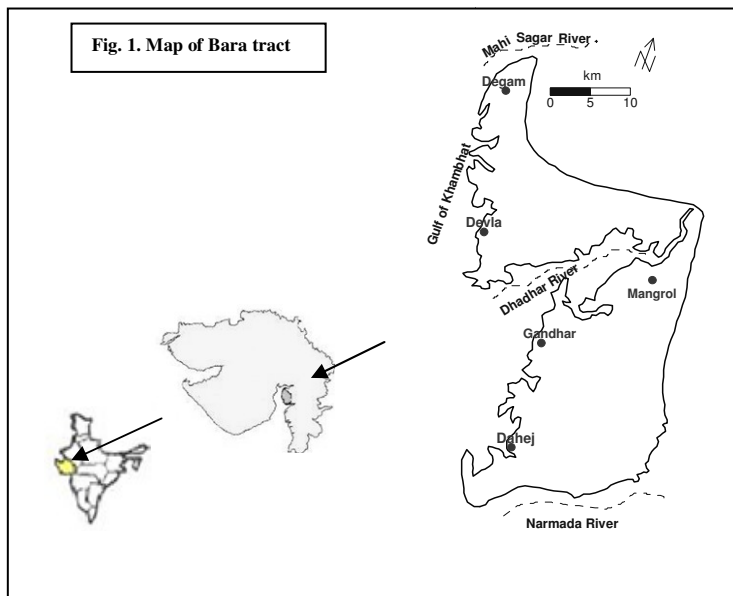 Fig. 1. Map of Bara tract
Mahi Sagar River
N
Degam
km
0 5 10
Gulf of Khambhat
Devla
Dhadhar River
Mangrol
Gandhar
Dahej
Narmada River